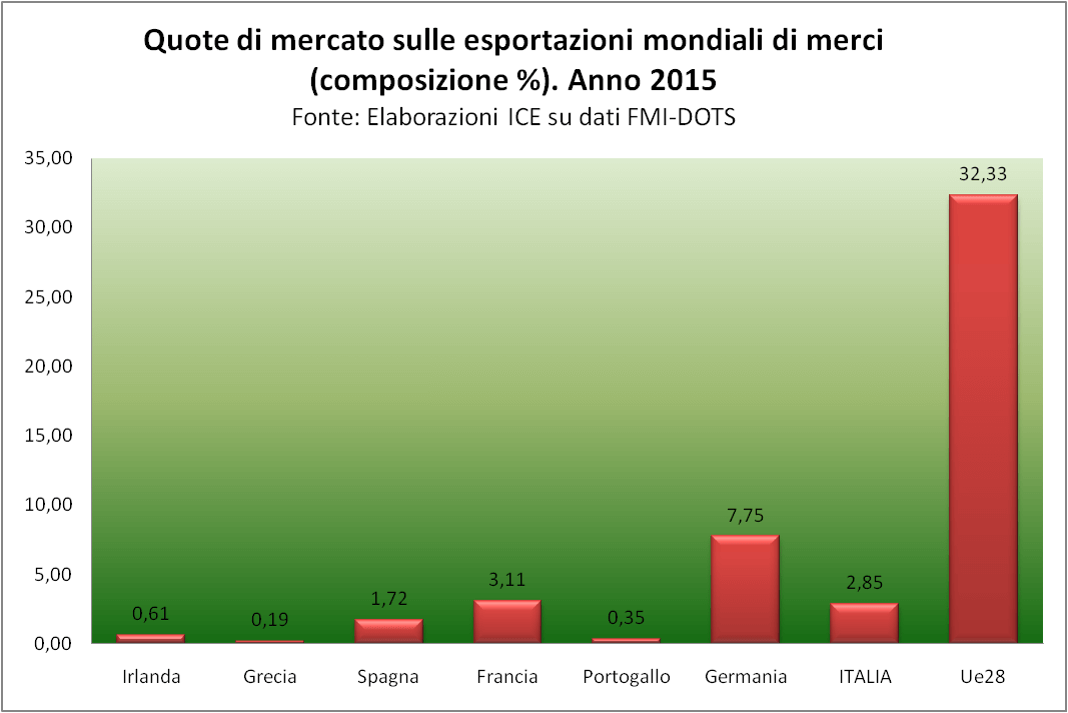 Quote di mercato sulle esportazioni mondiali di merci
(composizione %). Anno 2015
Fonte: Elaborazioni ICE su dati FMI-DOTS
35,00
30,00
25,00
20,00
15,00
10,00
5,00
0,00
0,61
0,19
1,72
3,11
0,35
7,75
2,85
32,33
Irlanda
Grecia
Spagna
Francia
Portogallo
Germania
ITALIA
Ue28